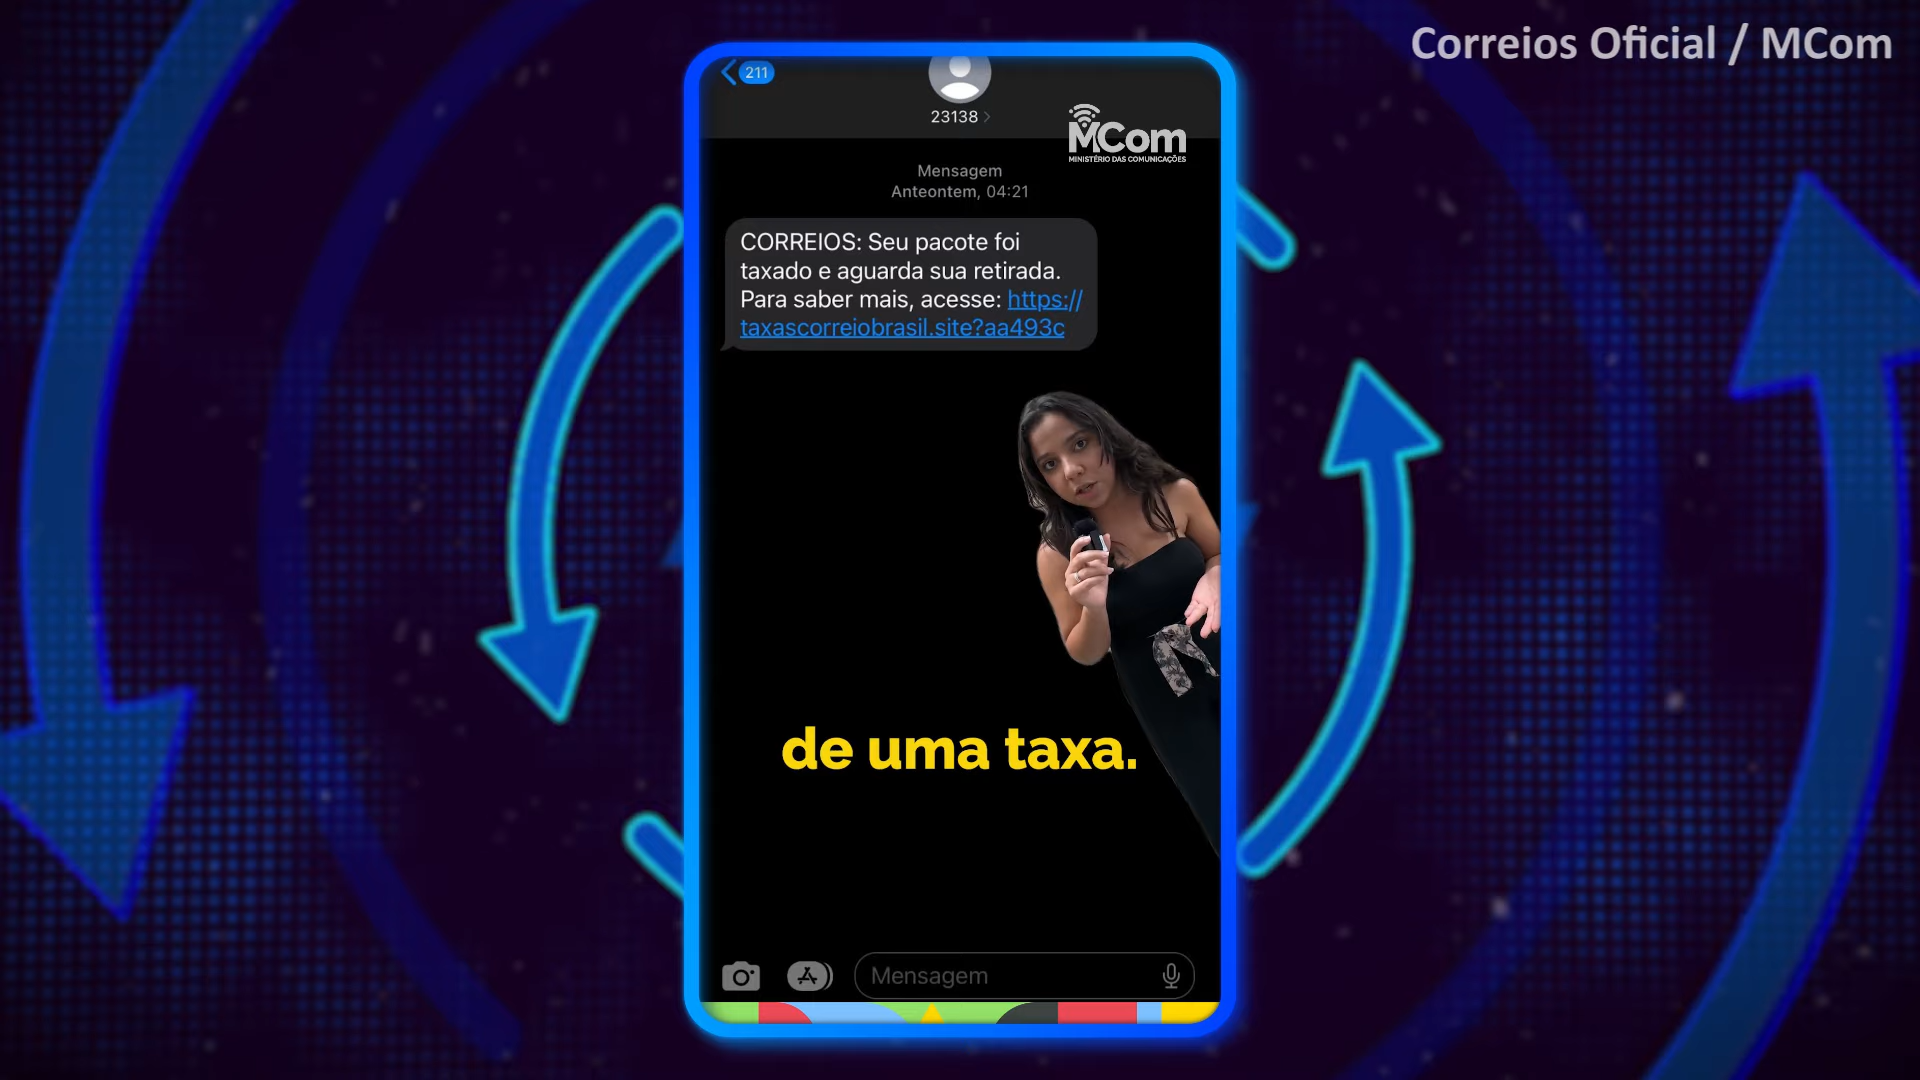 Correios Oficial / MCom
211
23138
MCom
MINISTÉRIO DAS COMUNICAÇÕES
Mensagem
Anteontem, 04:21
CORREIOS: Seu pacote foi
taxado e aguarda sua retirada.
Para saber mais, acesse: https://
taxascorreiobrasil.site?aa493c
de uma taxa.
Mensagem